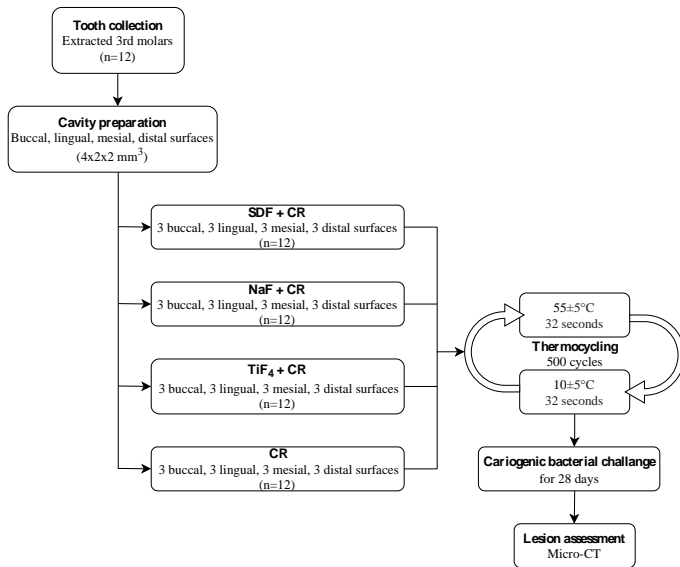 Tooth collection
Extracted 3rd molars
(n=12)
Cavity preparation
Buccal, lingual, mesial, distal surfaces
(4x2x2 mm³)
SDF + CR
3 buccal, 3 lingual, 3 mesial, 3 distal surfaces
(n=12)
NaF + CR
3 buccal, 3 lingual, 3 mesial, 3 distal surfaces
(n=12)
TiF₄ + CR
3 buccal, 3 lingual, 3 mesial, 3 distal surfaces
(n=12)
CR
3 buccal, 3 lingual, 3 mesial, 3 distal surfaces
(n=12)
55±5°C
32 seconds
Thermocycling
500 cycles
10±5°C
32 seconds
Cariogenic bacterial challange
for 28 days
Lesion assessment
Micro-CT